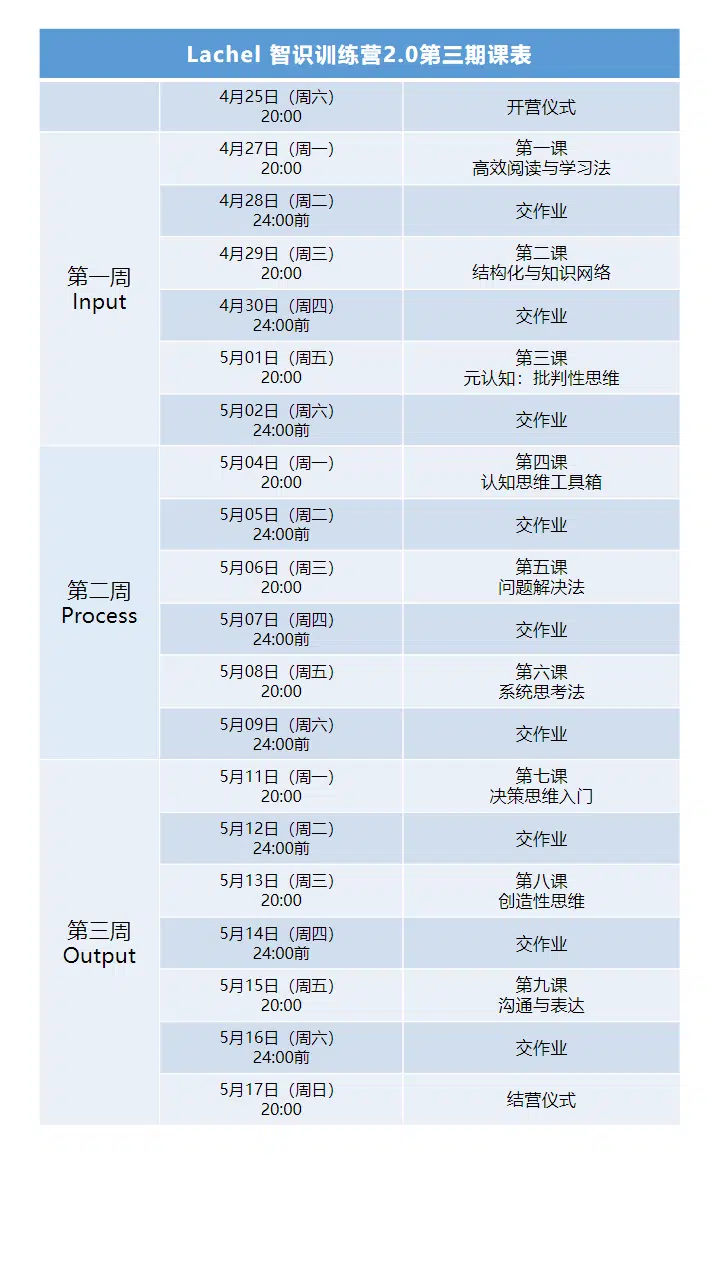 Lachel 智识训练营2.0第三期课表
4月25日（周六）
20:00
开营仪式
第一周
Input
4月27日（周一）
20:00
第一课
高效阅读与学习法
4月28日（周二）
24:00前
交作业
4月29日（周三）
20:00
第二课
结构化与知识网络
4月30日（周四）
24:00前
交作业
5月01日（周五）
20:00
第三课
元认知：批判性思维
5月02日（周六）
24:00前
交作业
第二周
Process
5月04日（周一）
20:00
第四课
认知思维工具箱
5月05日（周二）
24:00前
交作业
5月06日（周三）
20:00
第五课
问题解决法
5月07日（周四）
24:00前
交作业
5月08日（周五）
20:00
第六课
系统思考法
5月09日（周六）
24:00前
交作业
第三周
Output
5月11日（周一）
20:00
第七课
决策思维入门
5月12日（周二）
24:00前
交作业
5月13日（周三）
20:00
第八课
创造性思维
5月14日（周四）
24:00前
交作业
5月15日（周五）
20:00
第九课
沟通与表达
5月16日（周六）
24:00前
交作业
5月17日（周日）
20:00
结营仪式